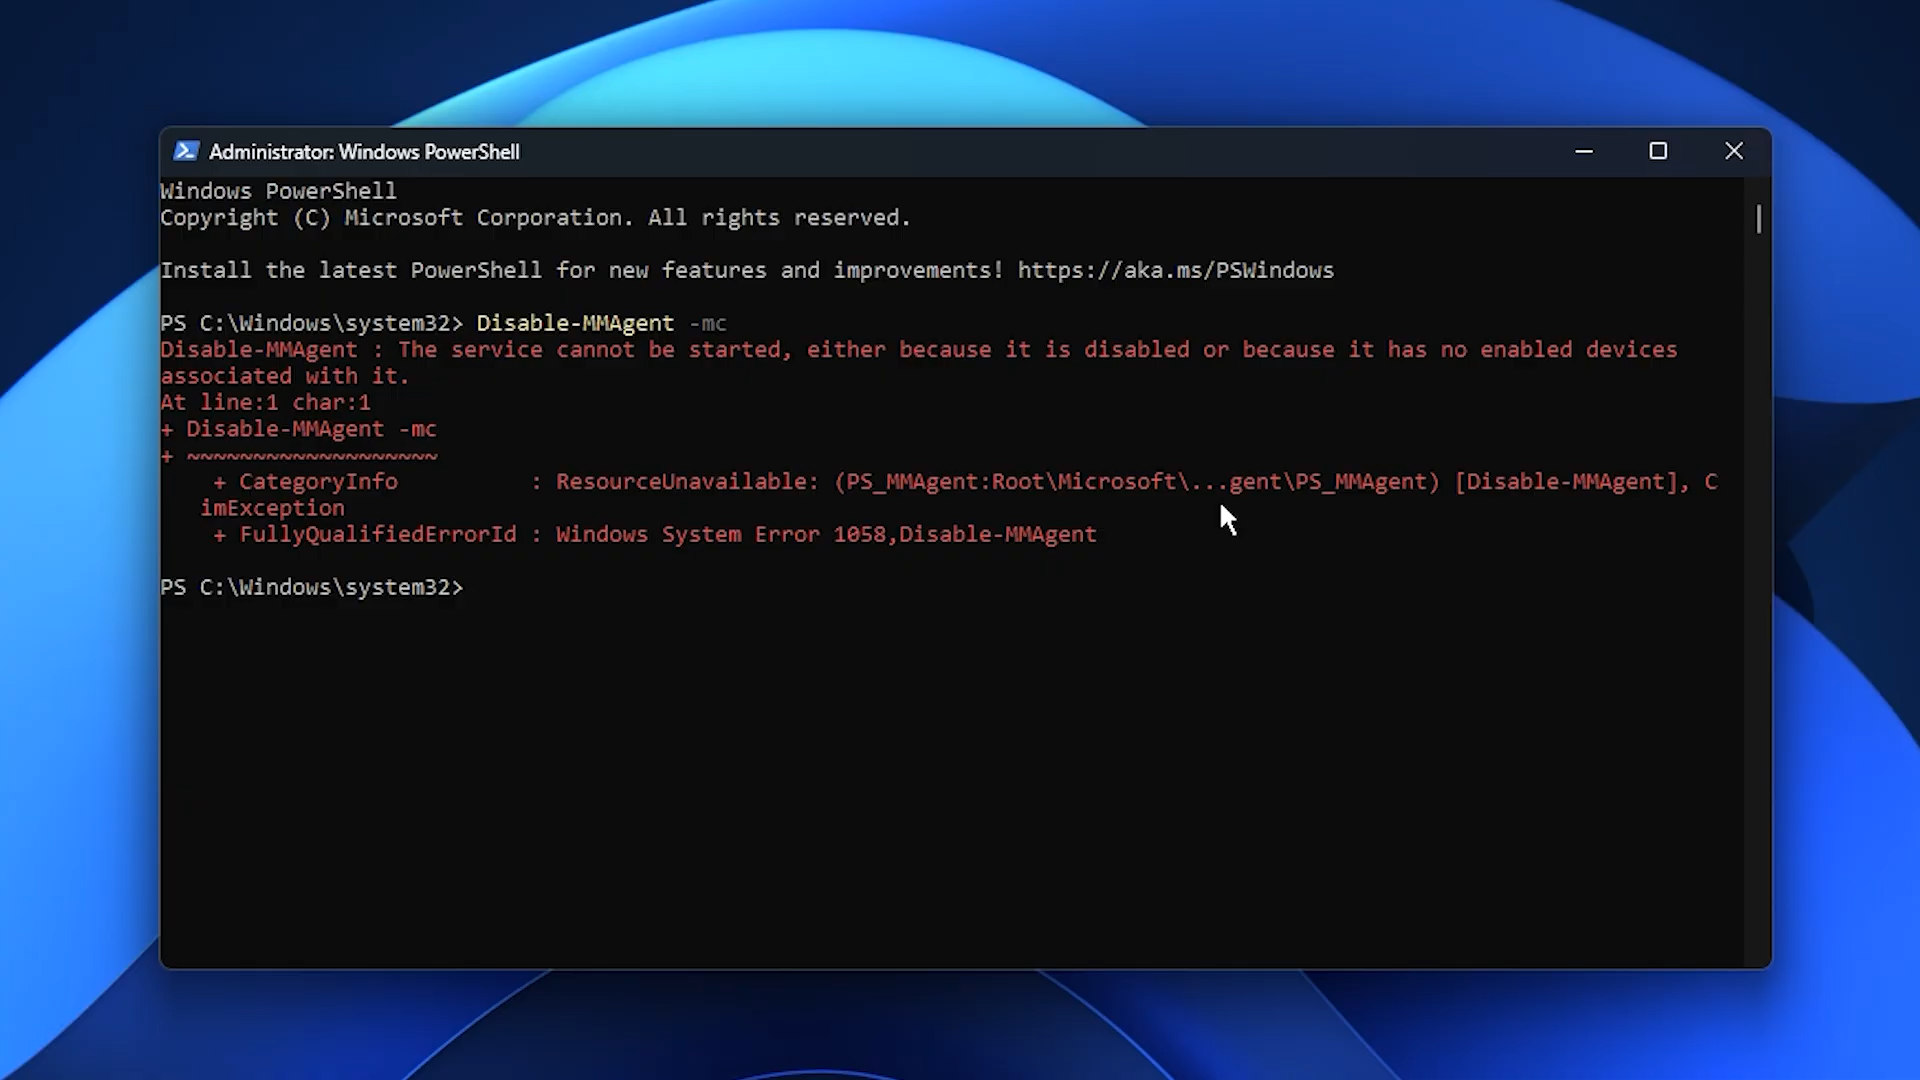 Administrator: Windows PowerShell
Windows PowerShell
Copyright (C) Microsoft Corporation. All rights reserved.
Install the latest PowerShell for new features and improvements! https://aka.ms/PSWindows
PS C:\Windows\system32> Disable-MMAgent -mc
Disable-MMAgent : The service cannot be started, either because it is disabled or because it has no enabled devices
associated with it.
At line:1 char:1
+ Disable-MMAgent -mc
+ ~~~~~~~~~~~~~~~~~~~
+ CategoryInfo          : ResourceUnavailable: (PS_MMAgent:Root\Microsoft\...gent\PS_MMAgent) [Disable-MMAgent], C
imException
+ FullyQualifiedErrorId : Windows System Error 1058,Disable-MMAgent
PS C:\Windows\system32>